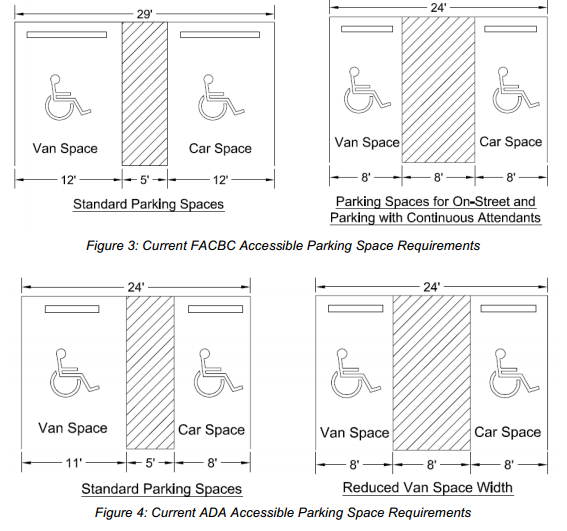 29'
Van Space
Car Space
12'
5'
12'
Standard Parking Spaces
24'
Van Space
Car Space
8'
8'
8'
Parking Spaces for On-Street and
Parking with Continuous Attendants
Figure 3: Current FACBC Accessible Parking Space Requirements
24'
Van Space
Car Space
11'
5'
8'
Standard Parking Spaces
24'
Van Space
Car Space
8'
8'
8'
Reduced Van Space Width
Figure 4: Current ADA Accessible Parking Space Requirements